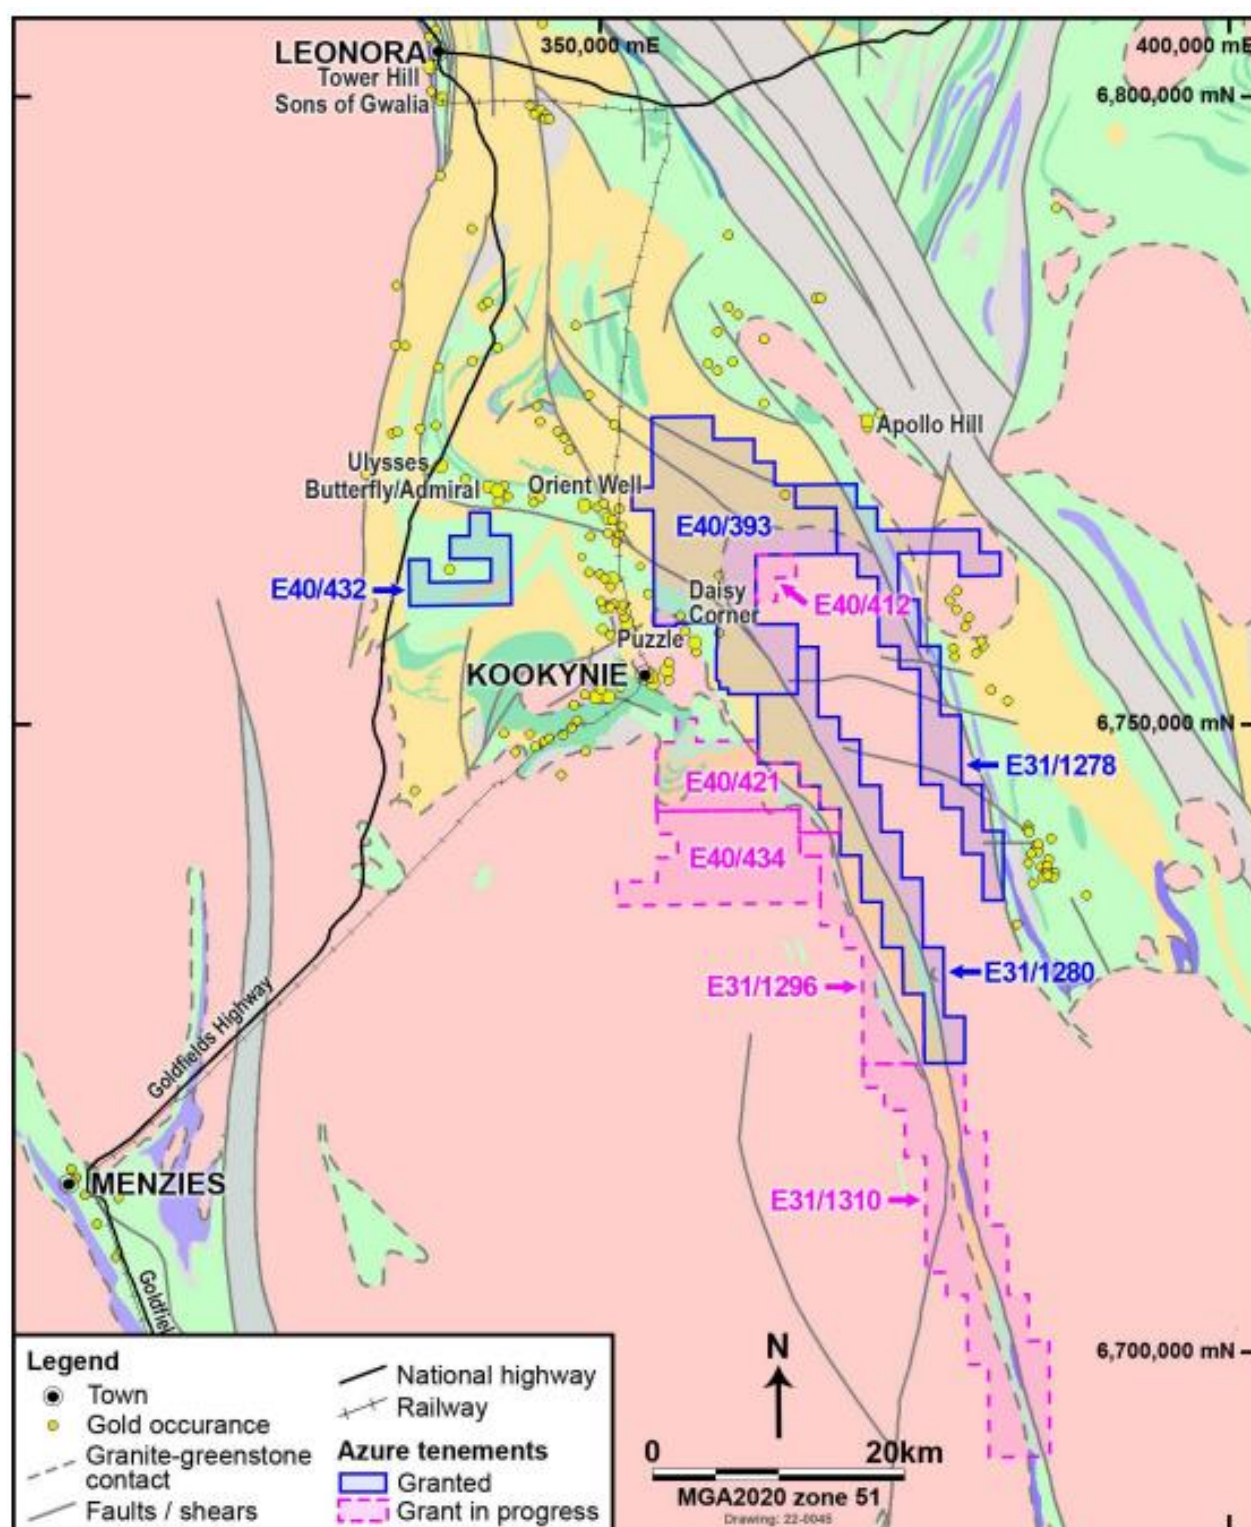 LEONORA
Tower Hill
Sons of Gwalia
350,000 mE
400,000 mE
6,800,000 mN
Apollo Hill
Ulysses
Butterfly/Admiral
Orient Well
E40/393
E40/432
Daisy
Corner
E40/412
Puzzle
KOOKYNIE
6,750,000 mN
E31/1278
E40/421
E40/434
E31/1296
E31/1280
Goldfields Highway
MENZIES
E31/1310
Goldfiel
6,700,000 mN
Legend
Town
Gold occurance
Granite-greenstone
contact
Faults / shears
National highway
Railway
Azure tenements
Granted
Grant in progress
N
0 20km
MGA2020 zone 51
Drawing: 22-0045